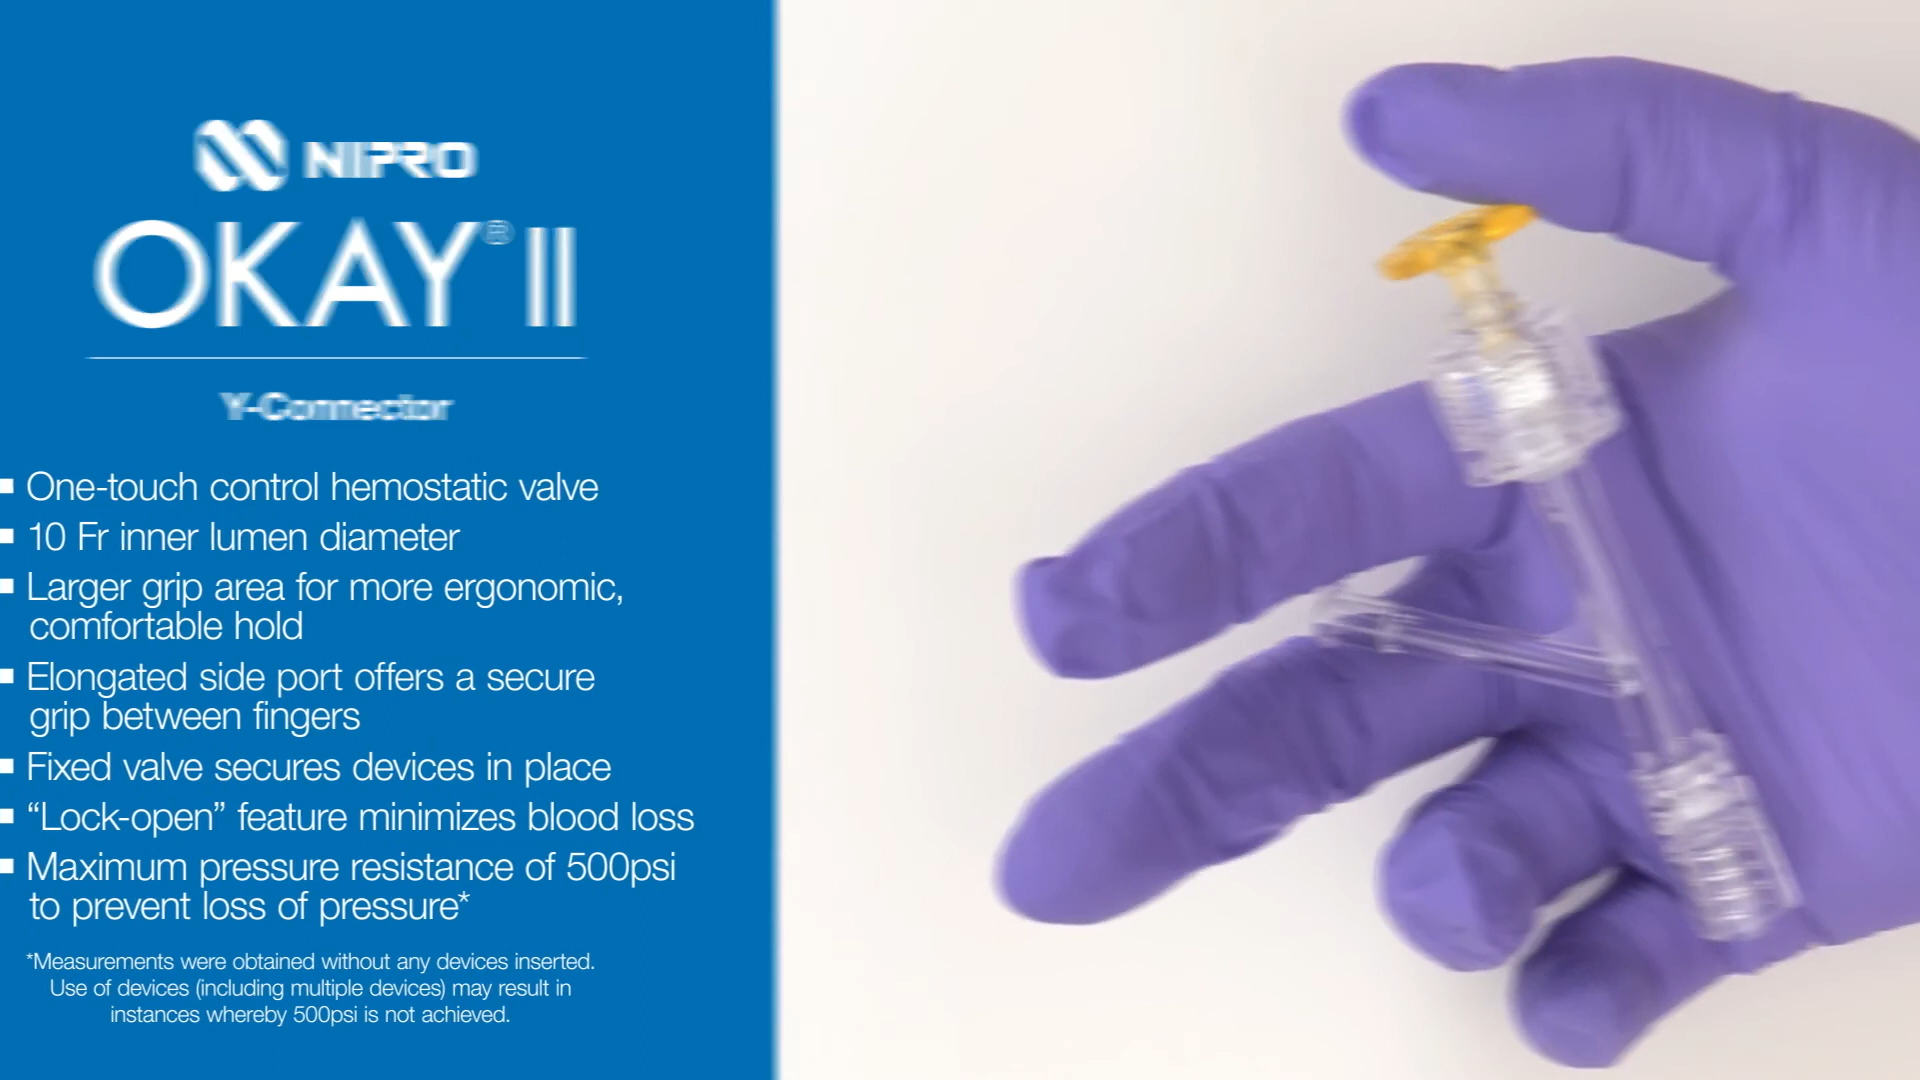 NIPRO
OKAY® II
Y-Connector
▪ One-touch control hemostatic valve
▪ 10 Fr inner lumen diameter
▪ Larger grip area for more ergonomic,
comfortable hold
▪ Elongated side port offers a secure
grip between fingers
▪ Fixed valve secures devices in place
▪ “Lock-open” feature minimizes blood loss
▪ Maximum pressure resistance of 500psi
to prevent loss of pressure*
*Measurements were obtained without any devices inserted.
Use of devices (including multiple devices) may result in
instances whereby 500psi is not achieved.